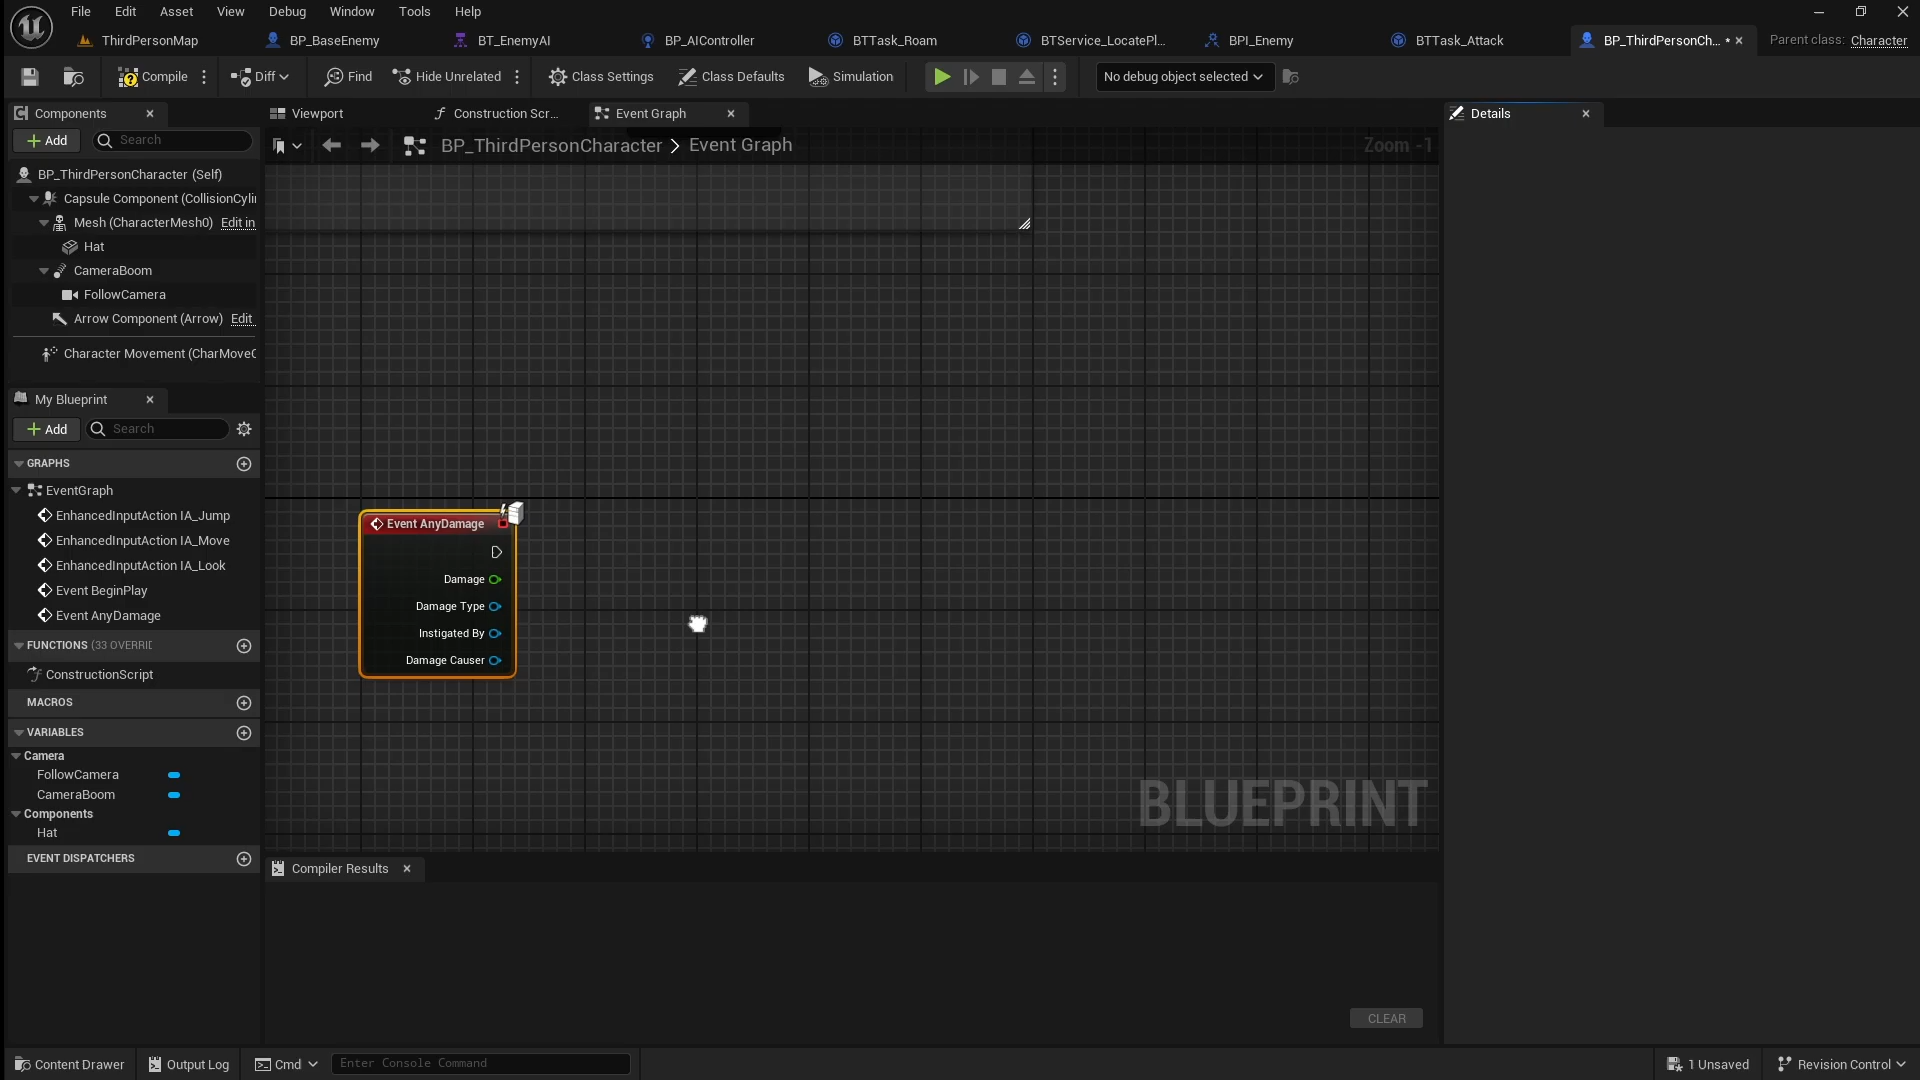 File Edit Asset View Debug Window Tools Help
ThirdPersonMap BP_BaseEnemy BT_EnemyAI BP_AIController BTTask_Roam BTService_LocatePl... BPI_Enemy BTTask_Attack BP_ThirdPersonCh... • Parent class: Character
Compile Diff Find Hide Unrelated Class Settings Class Defaults Simulation No debug object selected
Components Viewport Construction Scr... Event Graph Details
Add Search
BP_ThirdPersonCharacter > Event Graph Zoom -1
BP_ThirdPersonCharacter (Self)
Capsule Component (CollisionCyli
Mesh (CharacterMesh0) Edit in
Hat
CameraBoom
FollowCamera
Arrow Component (Arrow) Edit
Character Movement (CharMoveC
My Blueprint
Add Search
GRAPHS
EventGraph
EnhancedInputAction IA_Jump
EnhancedInputAction IA_Move
EnhancedInputAction IA_Look
Event BeginPlay
Event AnyDamage
FUNCTIONS (33 OVERRI
ConstructionScript
MACROS
VARIABLES
Camera
FollowCamera
CameraBoom
Components
Hat
EVENT DISPATCHERS
Event AnyDamage
Damage
Damage Type
Instigated By
Damage Causer
BLUEPRINT
Compiler Results
CLEAR
Content Drawer Output Log Cmd Enter Console Command 1 Unsaved Revision Control